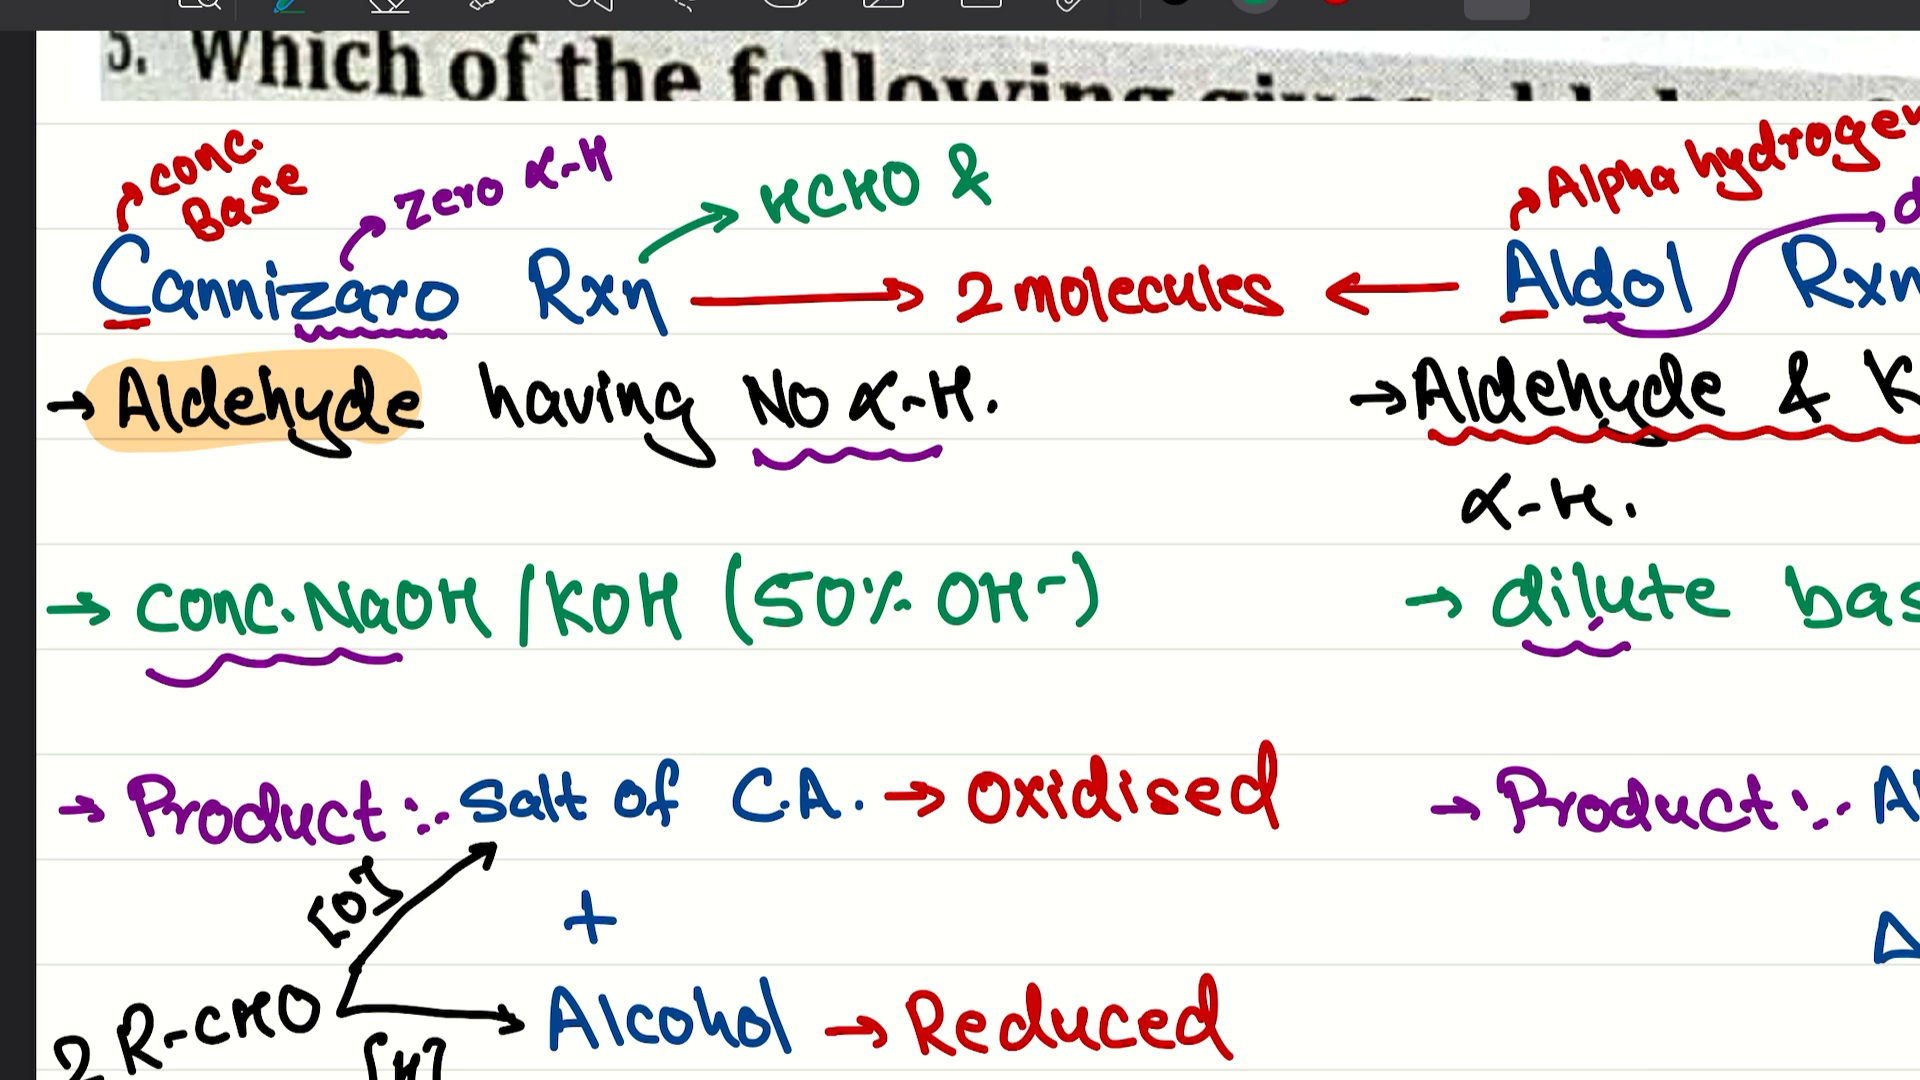 5. Which of the following
conc. Base
zero α-H
HCHO &
Alpha hydrogen
Cannizaro Rxn → 2 molecules ← Aldol Rxn
→ Aldehyde having No α-H.
→ Aldehyde & K
α-H.
→ conc. NaOH / KOH (50% OH-)
→ dilute bas
→ Product :- Salt of C.A. → Oxidised
→ Product :- Al
[O]
+
Δ
2 R-CHO
→ Alcohol → Reduced
[H]